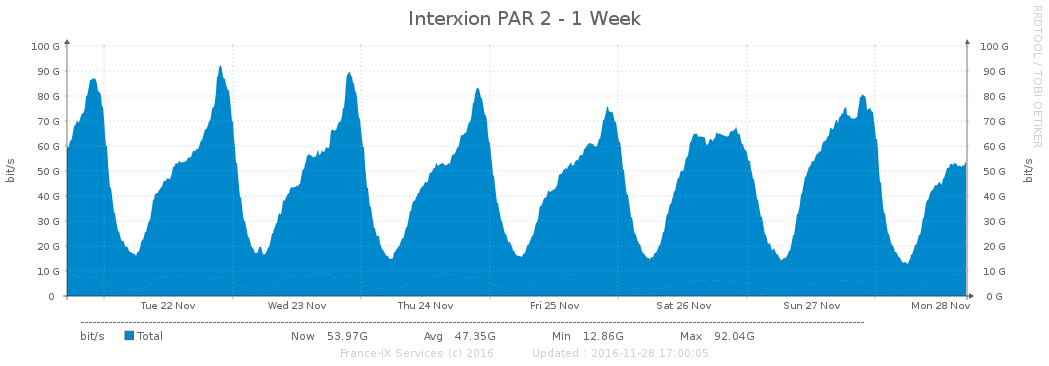 Interxion PAR 2 - 1 Week
RRDTOOL / TOBI OETIKER
bit/s
100 G 100 G
90 G 90 G
80 G 80 G
70 G 70 G
60 G 60 G
50 G 50 G
40 G 40 G
30 G 30 G
20 G 20 G
10 G 10 G
0 0 G
bit/s
Tue 22 Nov Wed 23 Nov Thu 24 Nov Fri 25 Nov Sat 26 Nov Sun 27 Nov Mon 28 Nov
bit/s Total Now 53.97G Avg 47.35G Min 12.86G Max 92.04G
France-IX Services (c) 2016 Updated : 2016-11-28 17:00:05